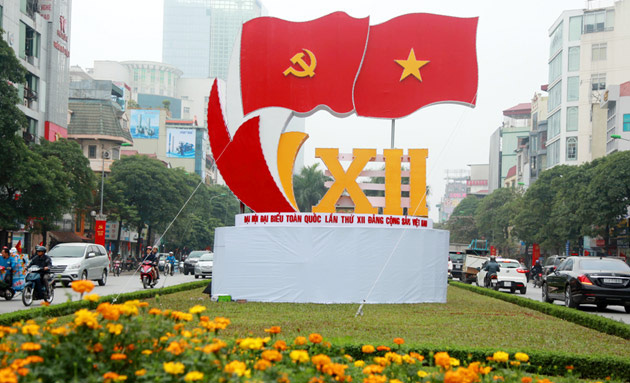 XII
ĐẠI HỘI ĐẠI BIỂU TOÀN QUỐC LẦN THỨ XII ĐẢNG CỘNG SẢN VIỆT NAM